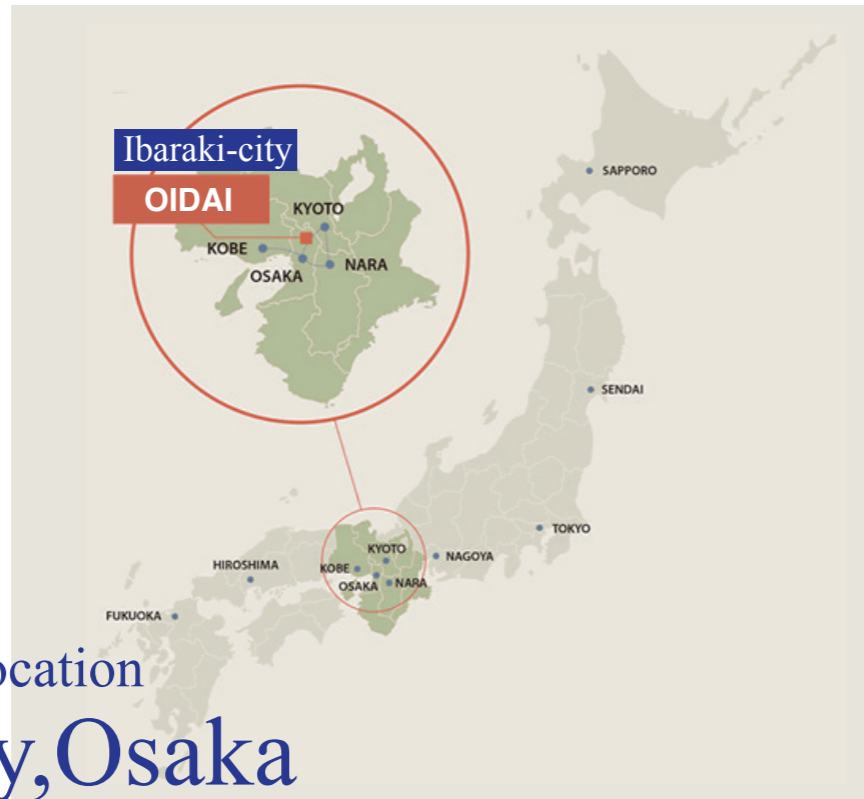 Ibaraki-city
OIDAI
KYOTO
KOBE
OSAKA
NARA
SAPPORO
SENDAI
TOKYO
NAGOYA
KYOTO
HIROSHIMA
KOBE
OSAKA
NARA
FUKUOKA
ocation
y,Osaka